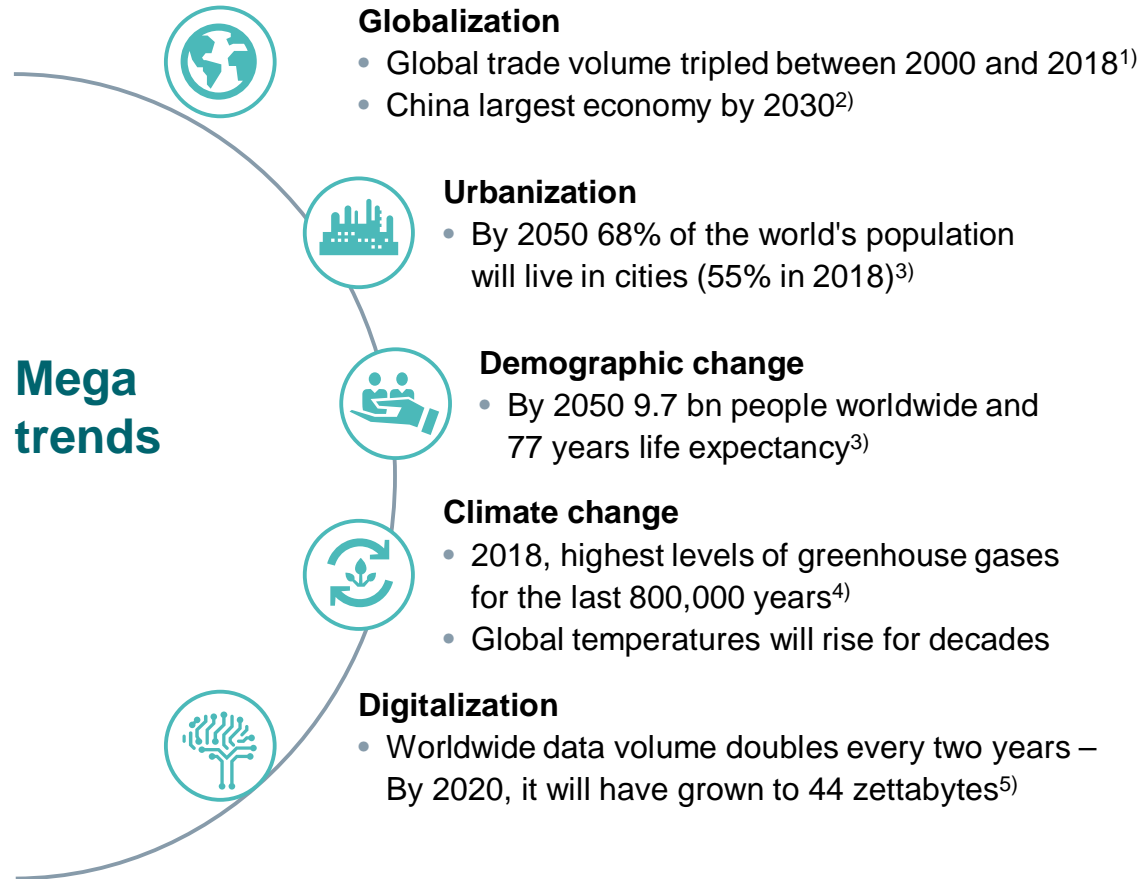 Globalization
• Global trade volume tripled between 2000 and 2018¹⁾
• China largest economy by 2030²⁾
Urbanization
• By 2050 68% of the world's population
will live in cities (55% in 2018)³⁾
Mega
trends
Demographic change
• By 2050 9.7 bn people worldwide and
77 years life expectancy³⁾
Climate change
• 2018, highest levels of greenhouse gases
for the last 800,000 years⁴⁾
• Global temperatures will rise for decades
Digitalization
• Worldwide data volume doubles every two years –
By 2020, it will have grown to 44 zettabytes⁵⁾